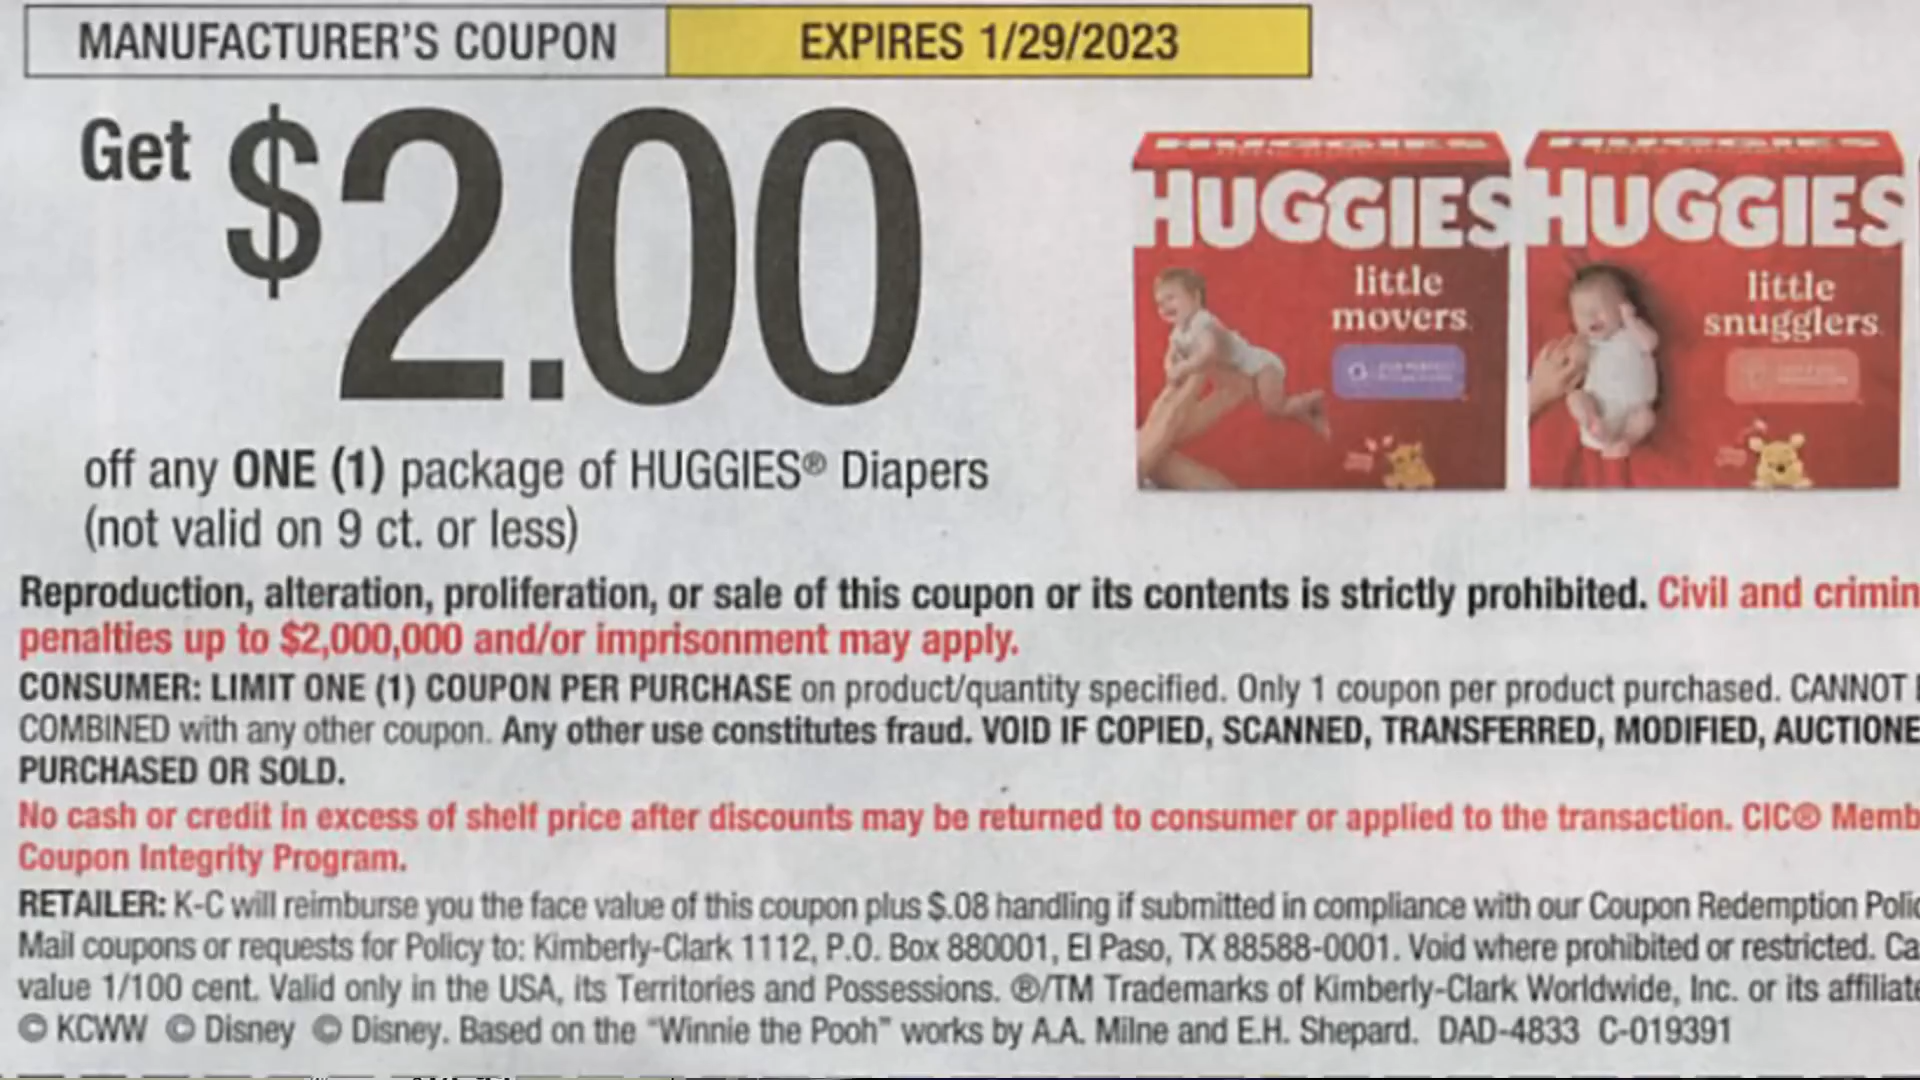 MANUFACTURER'S COUPON EXPIRES 1/29/2023
Get $2.00
HUGGIES HUGGIES
little little
movers. snugglers.
off any ONE (1) package of HUGGIES® Diapers
(not valid on 9 ct. or less)
Reproduction, alteration, proliferation, or sale of this coupon or its contents is strictly prohibited. Civil and crimin
penalties up to $2,000,000 and/or imprisonment may apply.
CONSUMER: LIMIT ONE (1) COUPON PER PURCHASE on product/quantity specified. Only 1 coupon per product purchased. CANNOT
COMBINED with any other coupon. Any other use constitutes fraud. VOID IF COPIED, SCANNED, TRANSFERRED, MODIFIED, AUCTIONE
PURCHASED OR SOLD.
No cash or credit in excess of shelf price after discounts may be returned to consumer or applied to the transaction. CIC® Memb
Coupon Integrity Program.
RETAILER: K-C will reimburse you the face value of this coupon plus $.08 handling if submitted in compliance with our Coupon Redemption Polic
Mail coupons or requests for Policy to: Kimberly-Clark 1112, P.O. Box 880001, El Paso, TX 88588-0001. Void where prohibited or restricted. Ca
value 1/100 cent. Valid only in the USA, its Territories and Possessions. ®/TM Trademarks of Kimberly-Clark Worldwide, Inc. or its affiliate
© KCWW © Disney © Disney. Based on the "Winnie the Pooh" works by A.A. Milne and E.H. Shepard. DAD-4833 C-019391